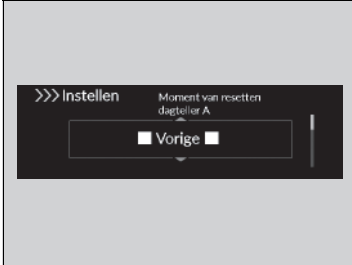 >>> Instellen
Moment van resetten
dagteller A
■ Vorige ■